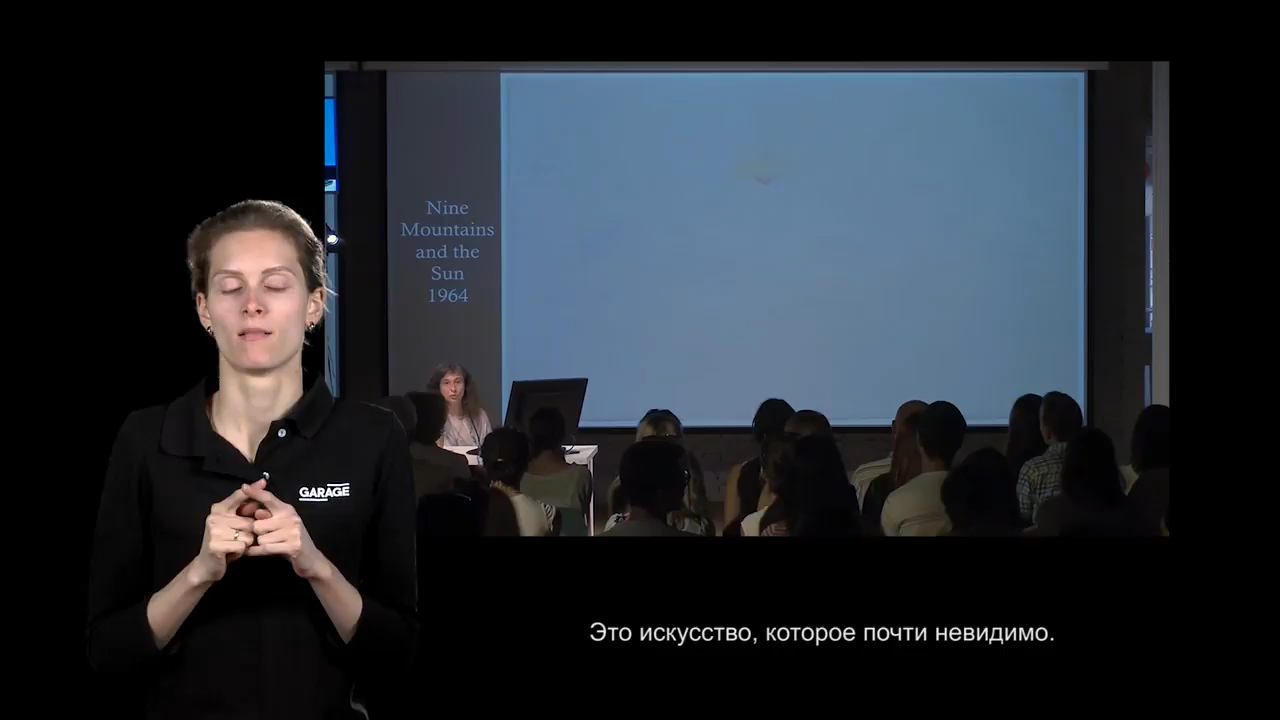 Nine
Mountains
and the
Sun
1964
GARAGE
Это искусство, которое почти невидимо.